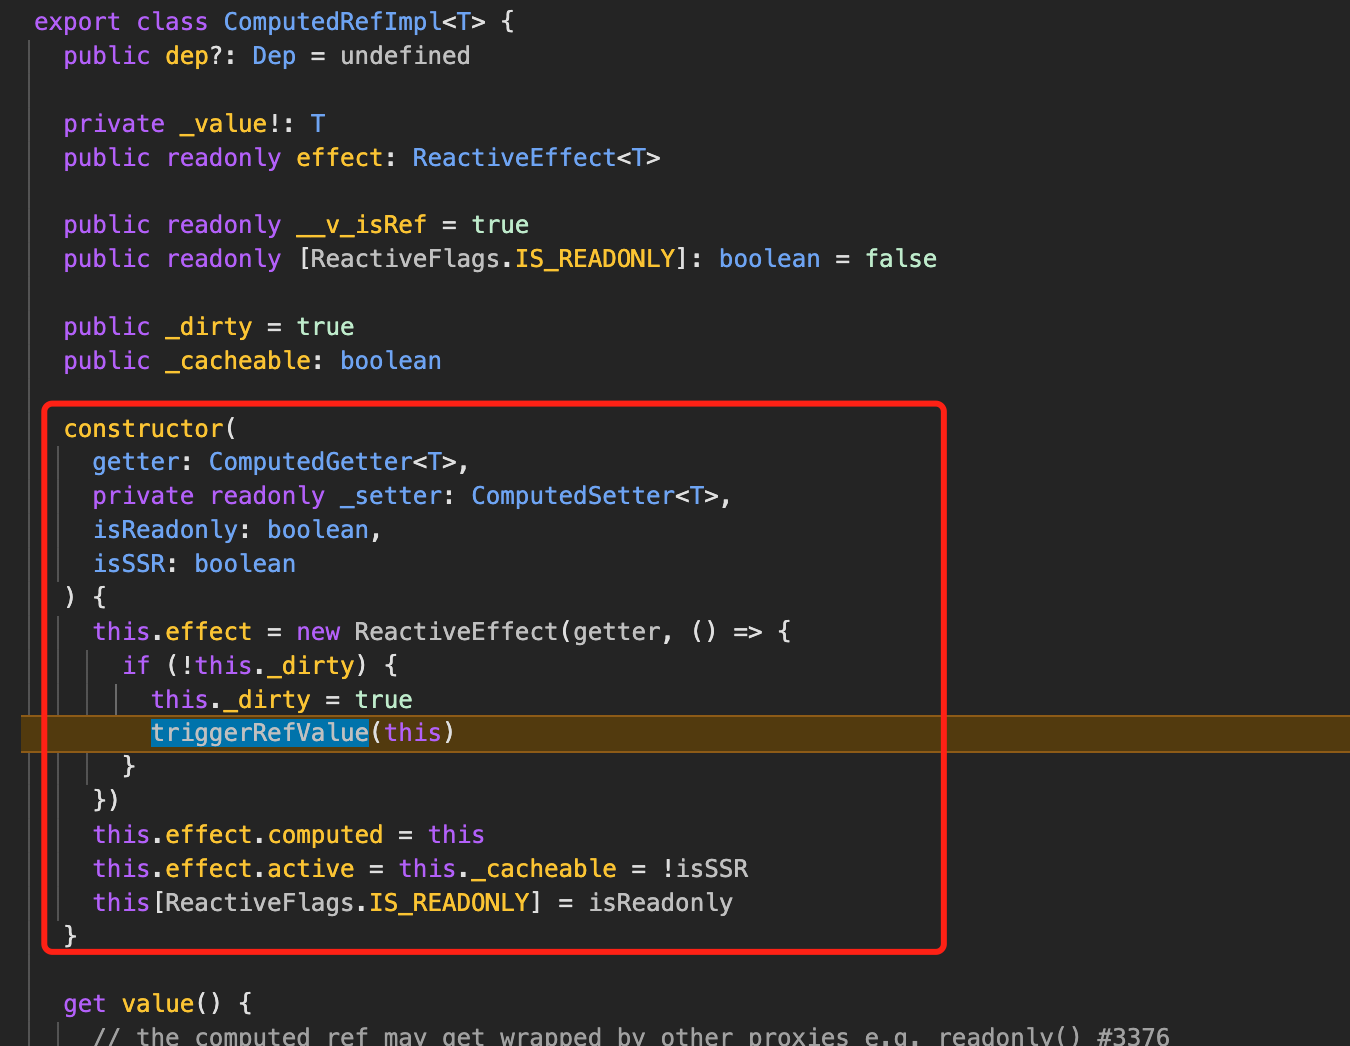 export class ComputedRefImpl<T> {
public dep?: Dep = undefined
private _value!: T
public readonly effect: ReactiveEffect<T>
public readonly __v_isRef = true
public readonly [ReactiveFlags.IS_READONLY]: boolean = false
public _dirty = true
public _cacheable: boolean
constructor(
getter: ComputedGetter<T>,
private readonly _setter: ComputedSetter<T>,
isReadonly: boolean,
isSSR: boolean
) {
this.effect = new ReactiveEffect(getter, () => {
if (!this._dirty) {
this._dirty = true
triggerRefValue(this)
}
})
this.effect.computed = this
this.effect.active = this._cacheable = !isSSR
this[ReactiveFlags.IS_READONLY] = isReadonly
}
get value() {
// the computed ref may get wrapped by other proxies e.g. readonly() #3376